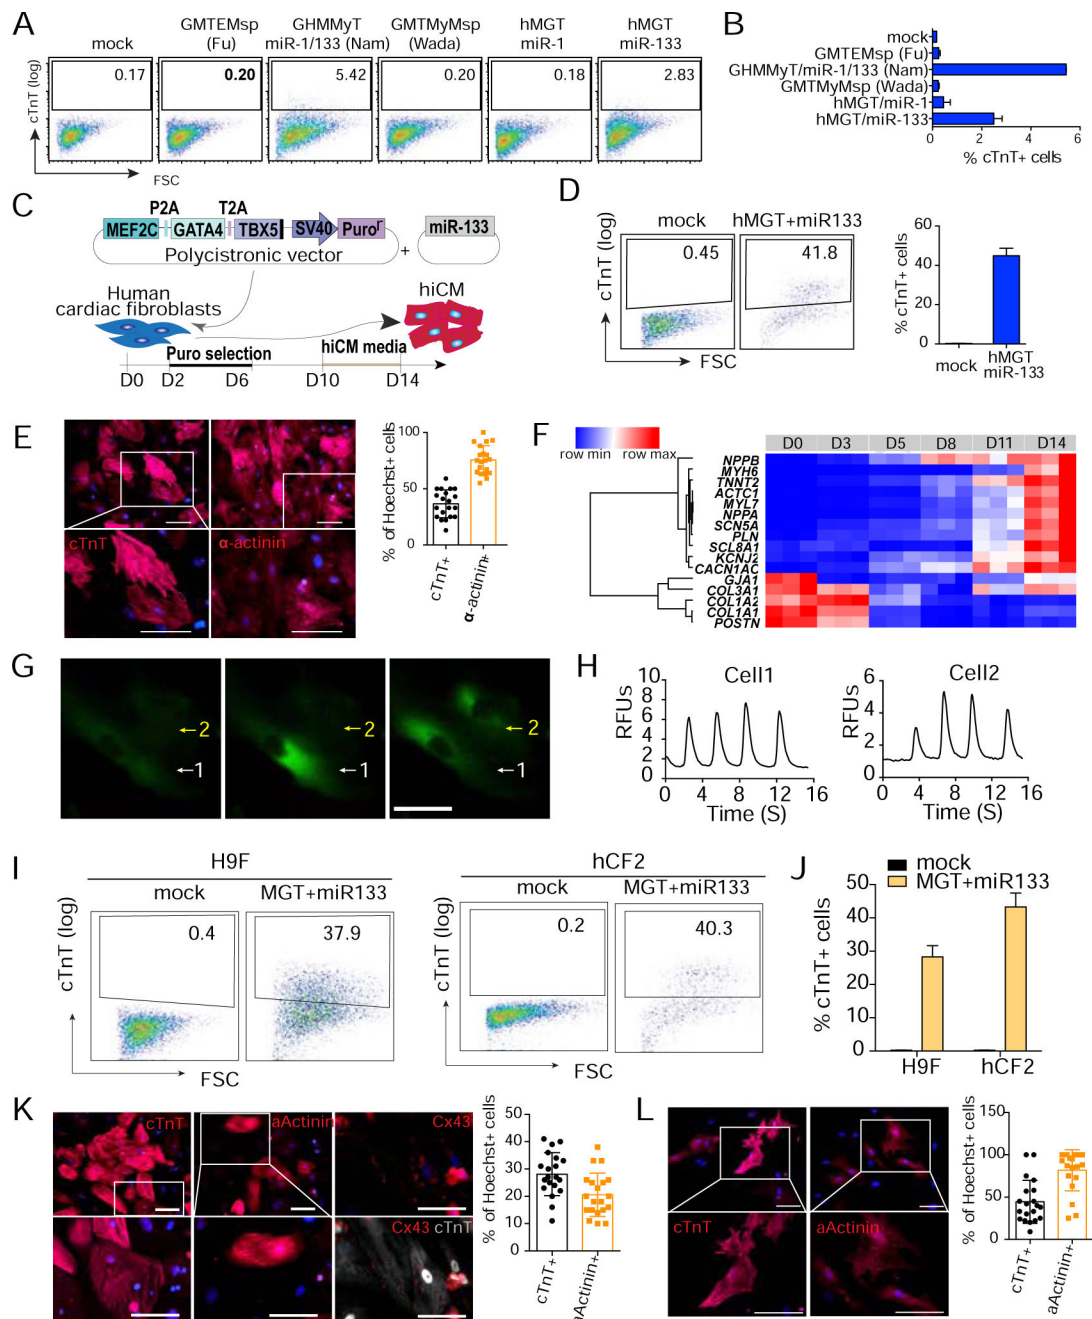 A
mock
GMTEMsp
(Fu)
GHMMyT
miR-1/133 (Nam)
GMTMyMsp
(Wada)
hMGT
miR-1
hMGT
miR-133
cTnT (log)
0.17
0.20
5.42
0.20
0.18
2.83
FSC
B
mock
GMTEMsp (Fu)
GHMMyT/miR-1/133 (Nam)
GMTMyMsp (Wada)
hMGT/miR-1
hMGT/miR-133
0 2 4 6
% cTnT+ cells
C
P2A T2A
MEF2C GATA4 TBX5 SV40 Puror
miR-133
Polycistronic vector
+
Human
cardiac fibroblasts
hiCM
Puro selection
hiCM media
D0 D2 D6 D10 D14
D
mock
hMGT+miR133
cTnT (log)
0.45
41.8
FSC
% cTnT+ cells
60
40
20
0
mock
hMGT
miR-133
E
cTnT
α-actinin
% of Hoechst+ cells
100
50
0
cTnT+
α-actinin+
F
row min row max
D0 D3 D5 D8 D11 D14
NPPB
MYH6
TNNT2
ACTC1
MYL7
NPPA
SCN5A
PLN
SCL8A1
KCNJ2
CACN1AC
GJA1
COL3A1
COL1A2
COL1A1
POSTN
G
2
1
2
1
2
1
H
Cell1
RFUs
10
8
6
4
2
0
0 4 8 12 16
Time (S)
Cell2
RFUs
6
4
2
0
0 4 8 12 16
Time (S)
I
H9F
mock
MGT+miR133
cTnT (log)
0.4
37.9
FSC
hCF2
mock
MGT+miR133
cTnT (log)
0.2
40.3
FSC
J
mock
MGT+miR133
% cTnT+ cells
50
40
30
20
10
0
H9F hCF2
K
cTnT
aActinin
Cx43
Cx43 cTnT
% of Hoechst+ cells
50
40
30
20
10
0
cTnT+
aActinin+
L
cTnT
aActinin
% of Hoechst+ cells
150
100
50
0
cTnT+
aActinin+